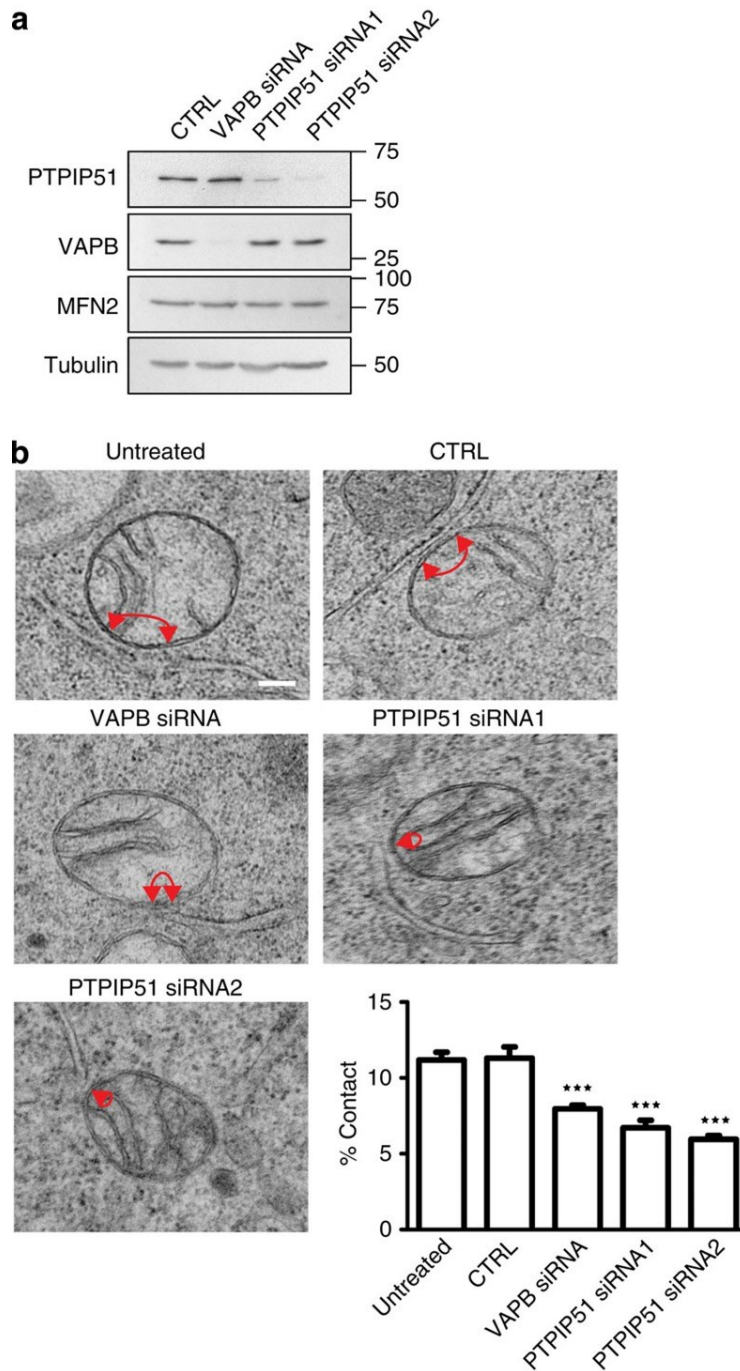 a
CTRL
VAPB siRNA
PTPIP51 siRNA1
PTPIP51 siRNA2
PTPIP51
75
50
VAPB
25
MFN2
100
75
Tubulin
50
b
Untreated
CTRL
VAPB siRNA
PTPIP51 siRNA1
PTPIP51 siRNA2
% Contact
15
10
5
0
***
***
***
Untreated
CTRL
VAPB siRNA
PTPIP51 siRNA1
PTPIP51 siRNA2